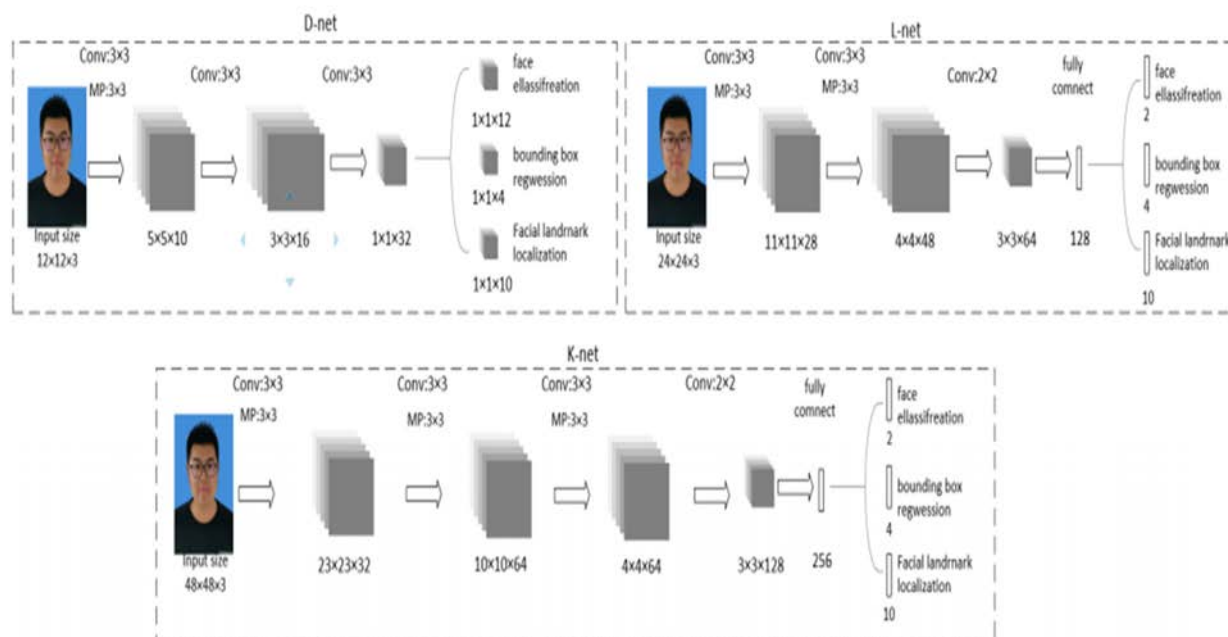 D-net
Conv:3×3
MP:3×3
Conv:3×3
Conv:3×3
face
ellassifreation
1×1×12
bounding box
regwession
1×1×4
Facial landrnark
localization
1×1×10
Input size
12×12×3
5×5×10
3×3×16
1×1×32
L-net
Conv:3×3
MP:3×3
Conv:3×3
MP:3×3
Conv:2×2
fully
comnect
face
ellassifreation
2
bounding box
regwession
4
Facial landrnark
localization
10
Input size
24×24×3
11×11×28
4×4×48
3×3×64
128
K-net
Conv:3×3
MP:3×3
Conv:3×3
MP:3×3
Conv:3×3
MP:3×3
Conv:2×2
fully
comnect
face
ellassifreation
2
bounding box
regwession
4
Facial landrnark
localization
10
Input size
48×48×3
23×23×32
10×10×64
4×4×64
3×3×128
256